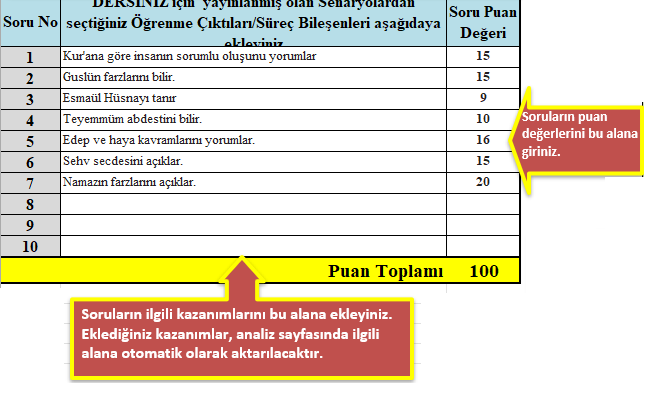 DERSİNİZ için yayınlanmış olan Senaryolardan
Soru No
seçtiğiniz Öğrenme Çıktıları/Süreç Bileşenleri aşağıdaya
ekleyiniz
Soru Puan
Değeri
1 Kur'ana göre insanın sorumlu oluşunu yorumlar 15
2 Guslün farzlarını bilir. 15
3 Esmaül Hüsnayı tanır 9
4 Teyemmüm abdestini bilir. 10
5 Edep ve haya kavramlarını yorumlar. 16
6 Sehv secdesini açıklar. 15
7 Namazın farzlarını açıklar. 20
8
9
10
Puan Toplamı 100
Soruların puan
değerlerini bu alana
giriniz.
Soruların ilgili kazanımlarını bu alana ekleyiniz.
Eklediğiniz kazanımlar, analiz sayfasında ilgili
alana otomatik olarak aktarılacaktır.